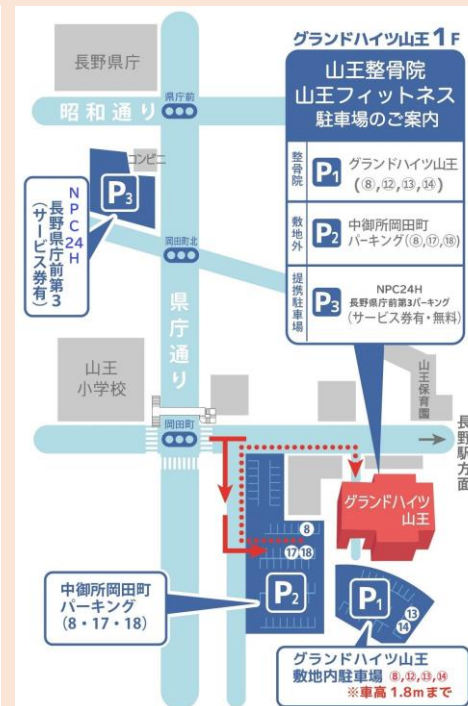 グランドハイツ山王1F
山王整骨院
山王フィットネス
駐車場のご案内
整骨院
P1
グランドハイツ山王
(⑧,⑫,⑬,⑭)
敷地外
P2
中御所岡田町
パーキング(⑧,⑰,⑱)
提携駐車場
P3
NPC24H
長野県庁前第3パーキング
(サービス券有・無料)
長野県庁
県庁前
昭和通り
コンビニ
P3
NPC24H
長野県庁前第3
(サービス券有)
岡田町北
県庁通り
山王
小学校
山王保育園
岡田町
長野駅方面
グランドハイツ
山王
⑧
⑰ ⑱
P2
P1
⑬
⑭
中御所岡田町
パーキング
(8・17・18)
グランドハイツ山王
敷地内駐車場 ⑧,⑫,⑬,⑭
※車高1.8mまで